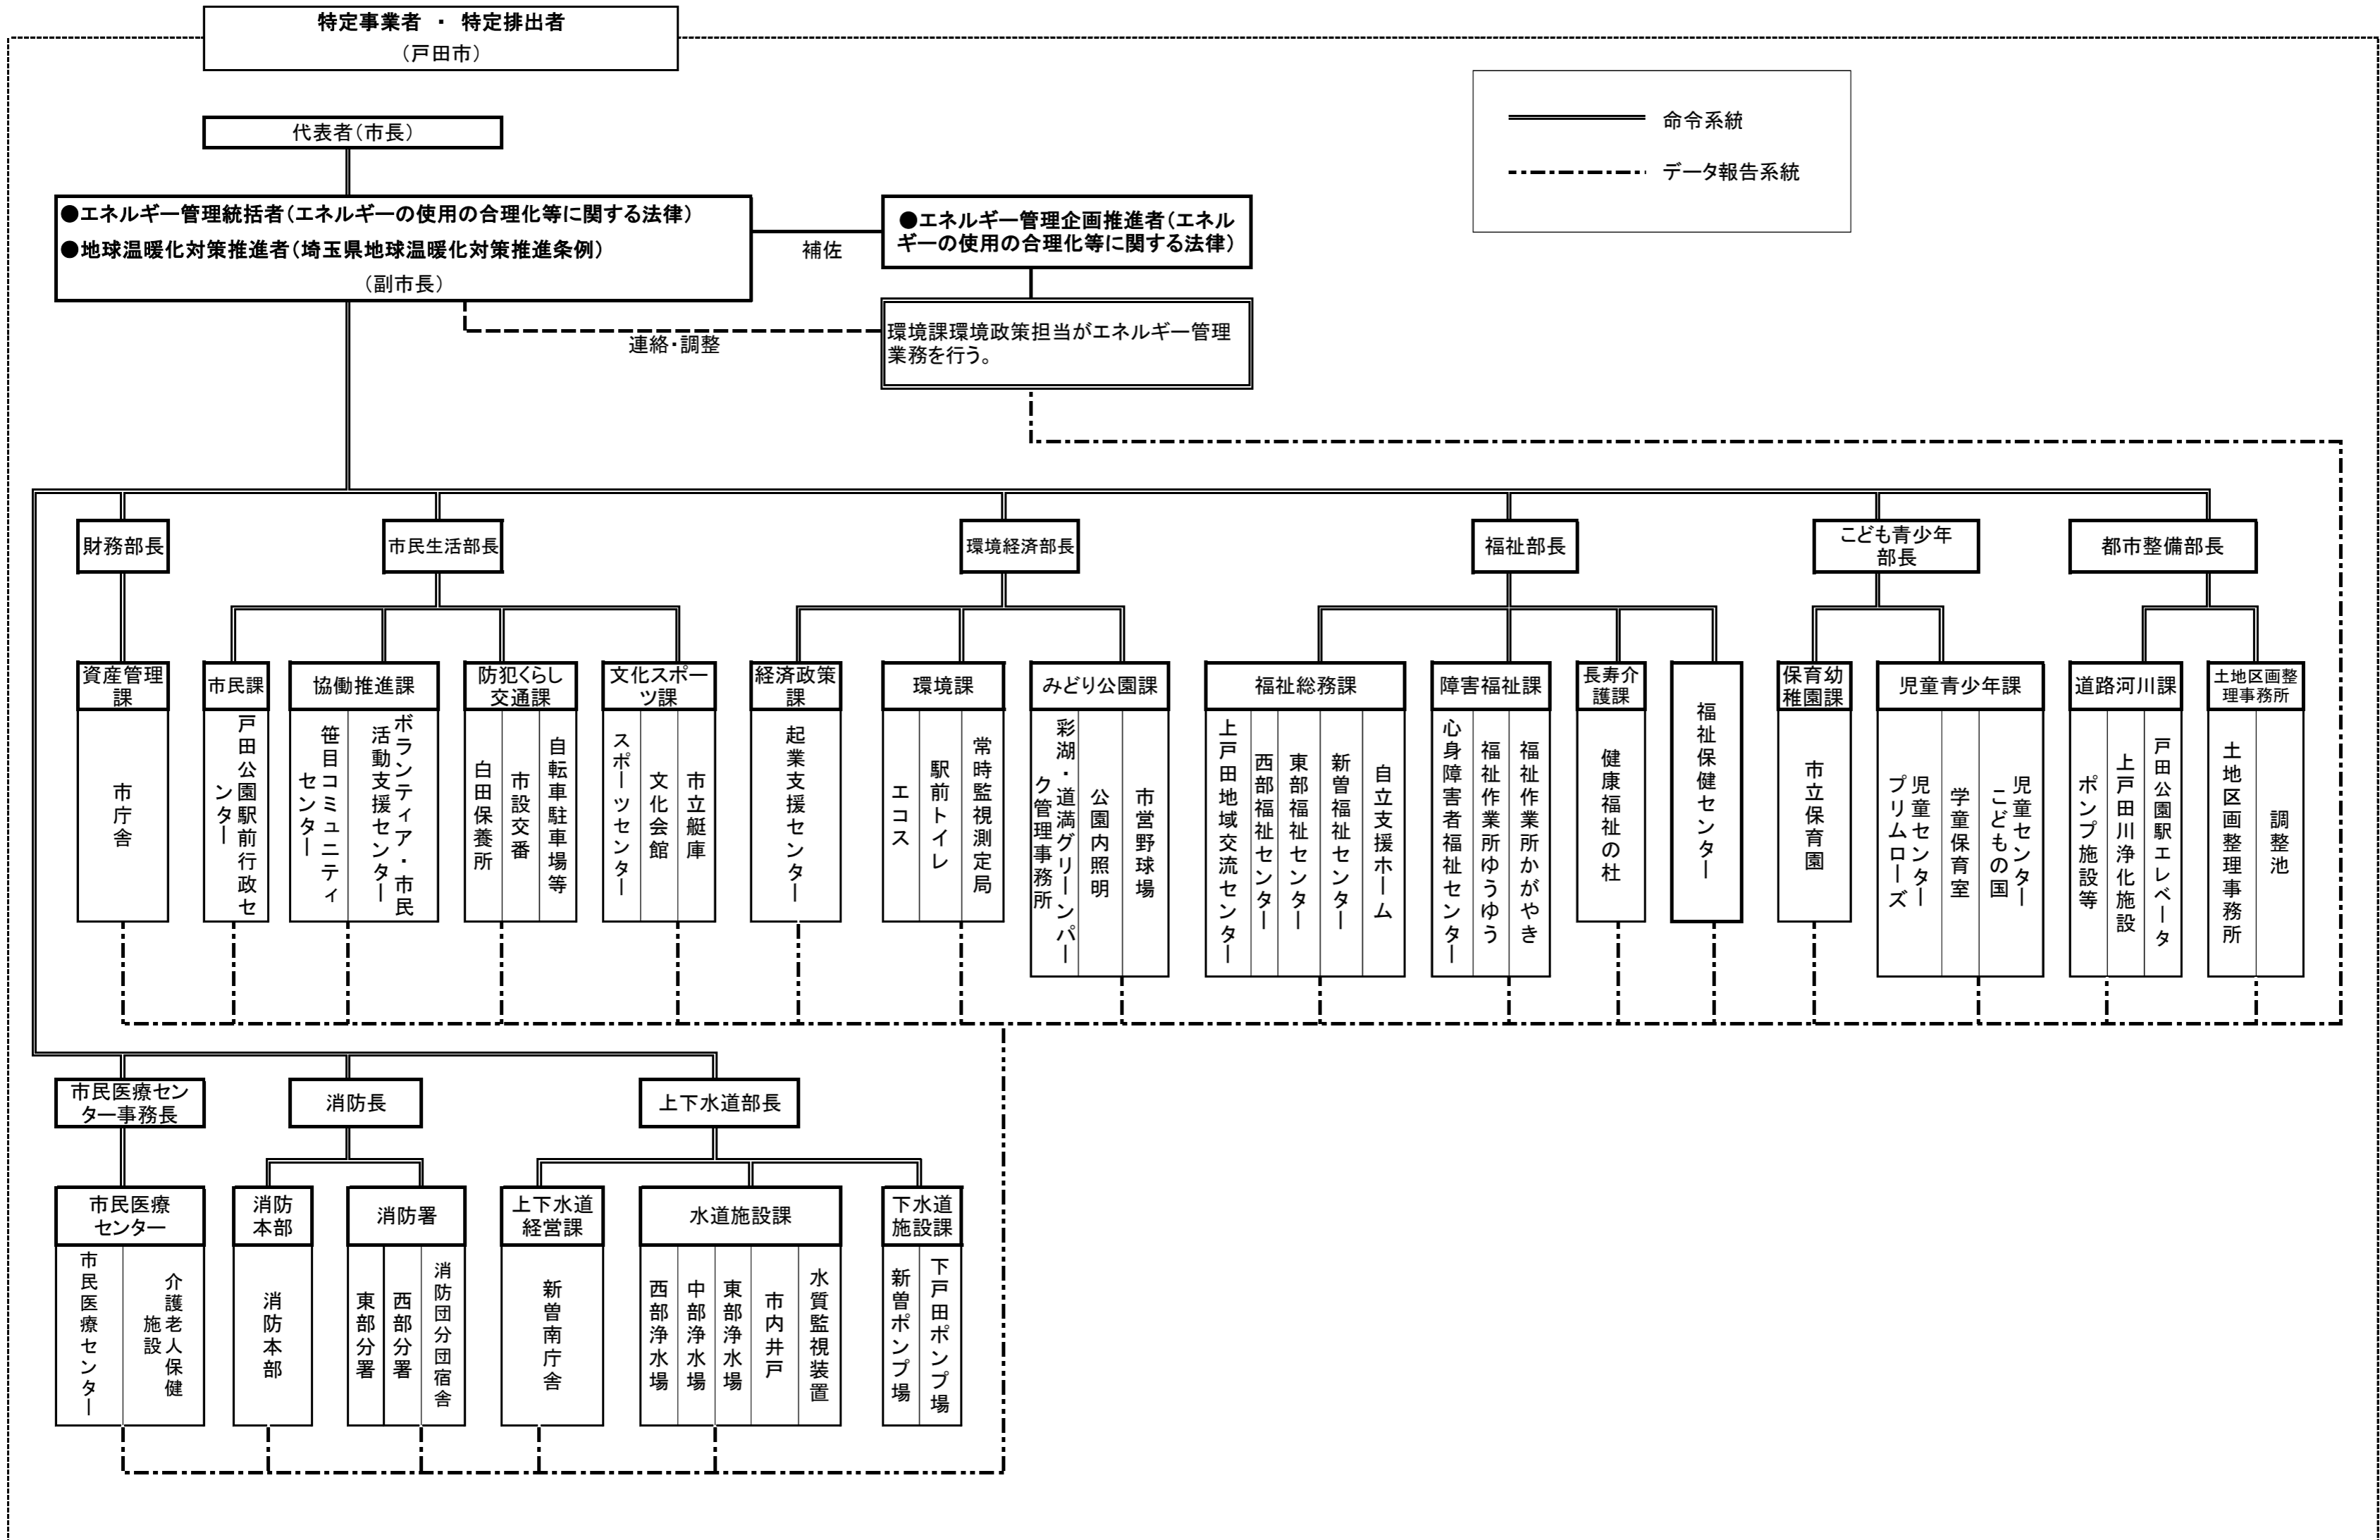 特定事業者 ・ 特定排出者
（戸田市）
命令系統
データ報告系統
代表者（市長）
●エネルギー管理統括者（エネルギーの使用の合理化等に関する法律）
●地球温暖化対策推進者（埼玉県地球温暖化対策推進条例）
（副市長）
補佐
●エネルギー管理企画推進者（エネル
ギーの使用の合理化等に関する法律）
連絡・調整
環境課環境政策担当がエネルギー管理
業務を行う。
財務部長
市民生活部長
環境経済部長
福祉部長
こども青少年
部長
都市整備部長
資産管理
課
市民課
協働推進課
防犯くらし
交通課
文化スポー
ツ課
経済政策
課
環境課
みどり公園課
福祉総務課
障害福祉課
長寿介
護課
福祉保健センター
保育幼
稚園課
児童青少年課
道路河川課
土地区画整
理事務所
市庁舎
戸田公園駅前行政セ
ンター
笹目コミュニティ
センター
ボランティア・市民
活動支援センター
白田保養所
市設交番
自転車駐車場等
スポーツセンター
文化会館
市立艇庫
起業支援センター
エコス
駅前トイレ
常時監視測定局
彩湖・道満グリーンパー
ク管理事務所
公園内照明
市営野球場
上戸田地域交流センター
西部福祉センター
東部福祉センター
新曽福祉センター
自立支援ホーム
心身障害者福祉センター
福祉作業所ゆうゆう
福祉作業所かがやき
健康福祉の杜
市立保育園
児童センター
プリムローズ
学童保育室
児童センター
こどもの国
ポンプ施設等
上戸田川浄化施設
戸田公園駅エレベータ
土地区画整理事務所
調整池
市民医療セン
ター事務長
消防長
上下水道部長
市民医療
センター
消防
本部
消防署
上下水道
経営課
水道施設課
下水道
施設課
市民医療センター
介護老人保健
施設
消防本部
東部分署
西部分署
消防団分団宿舎
新曽南庁舎
西部浄水場
中部浄水場
東部浄水場
市内井戸
水質監視装置
新曽ポンプ場
下戸田ポンプ場